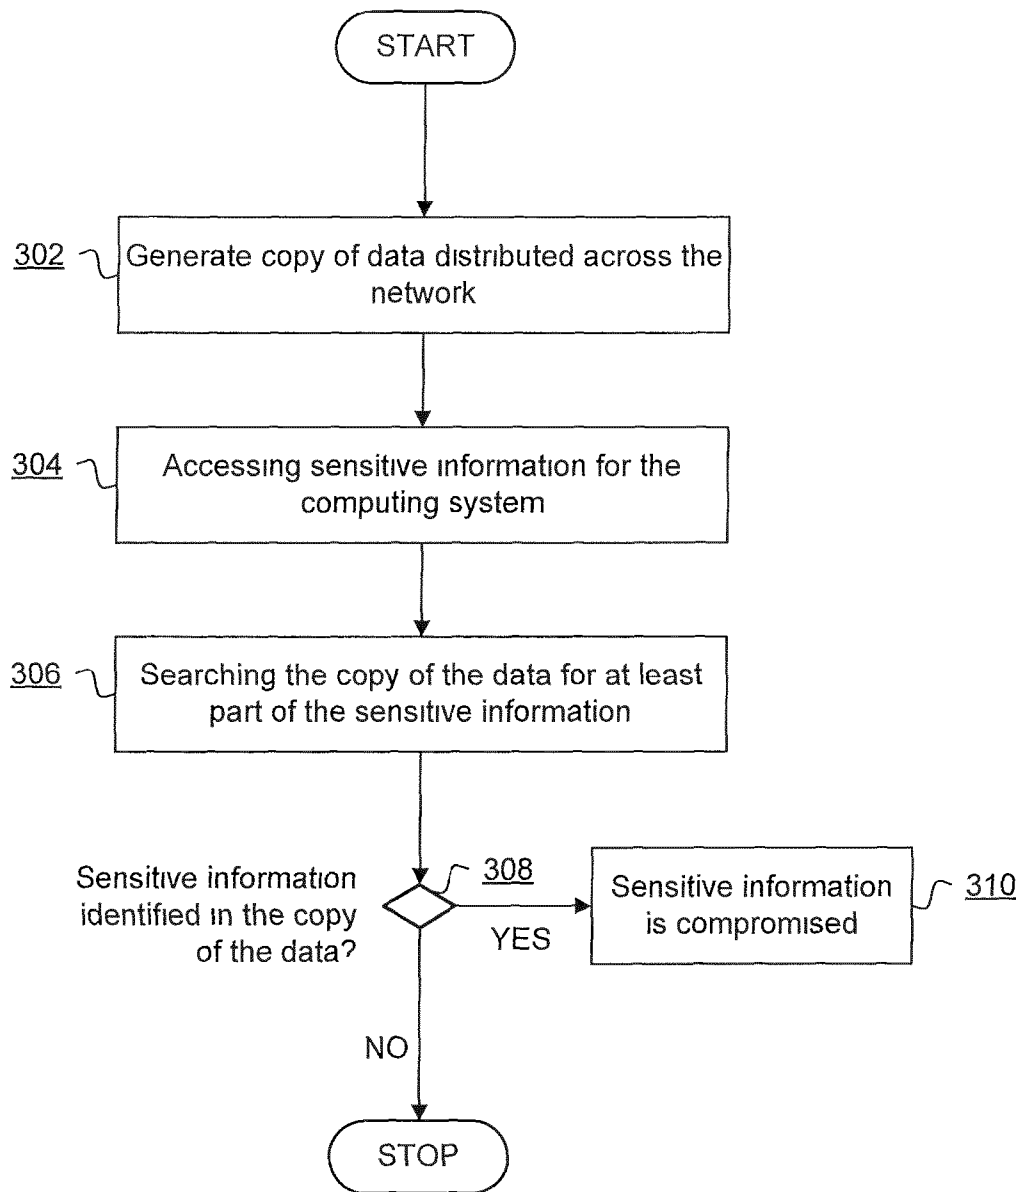 START
302
Generate copy of data distributed across the
network
304
Accessing sensitive information for the
computing system
306
Searching the copy of the data for at least
part of the sensitive information
Sensitive information
identified in the copy
of the data?
308
YES
Sensitive information
is compromised
310
NO
STOP